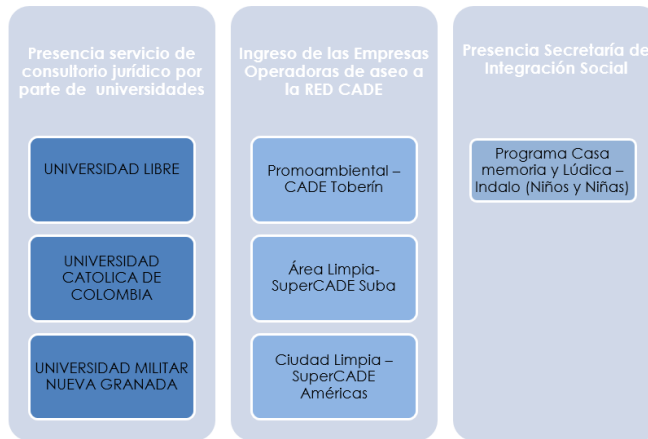 Presencia servicio de
consultorio jurídico por
parte de universidades
UNIVERSIDAD LIBRE
UNIVERSIDAD
CATOLICA DE
COLOMBIA
UNIVERSIDAD MILITAR
NUEVA GRANADA
Ingreso de las Empresas
Operadoras de aseo a
la RED CADE
Promoambiental –
CADE Toberín
Área Limpia-
SuperCADE Suba
Ciudad Limpia –
SuperCADE
Américas
Presencia Secretaría de
Integración Social
Programa Casa
memoria y Lúdica –
Indalo (Niños y Niñas)